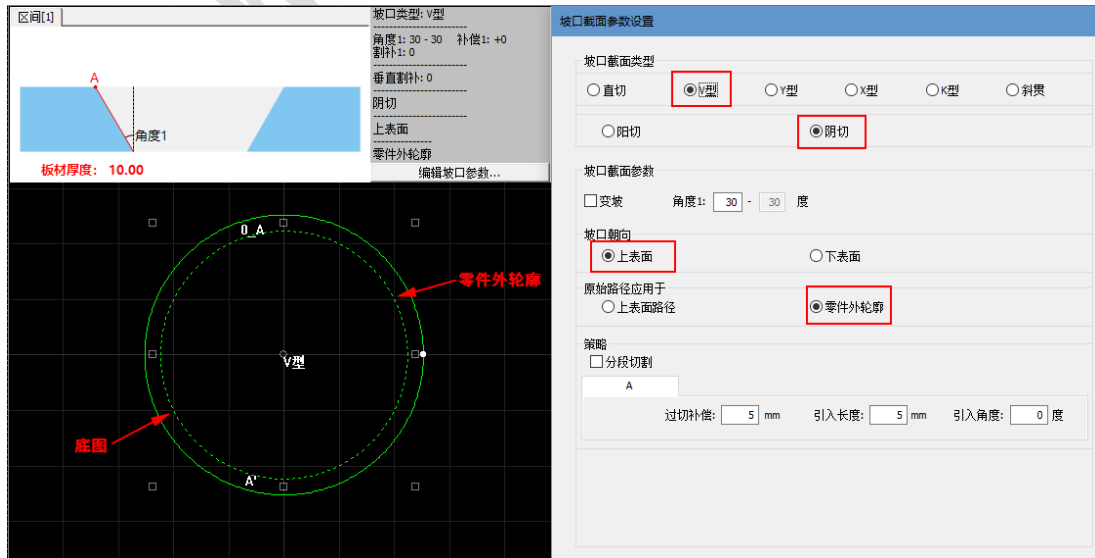 区间[1]
A
角度1
板材厚度: 10.00
坡口类型: V型
角度1: 30 - 30 补偿1: +0
割补1: 0
垂直割补: 0
阴切
上表面
零件外轮廓
编辑坡口参数...
0_A
零件外轮廓
V型
底图
A'
坡口截面参数设置
坡口截面类型
直切 V型 Y型 X型 K型 斜贯
阳切 阴切
坡口截面参数
变坡 角度1: 30 - 30 度
坡口朝向
上表面 下表面
原始路径应用于
上表面路径 零件外轮廓
策略
分段切割
A
过切补偿: 5 mm 引入长度: 5 mm 引入角度: 0 度